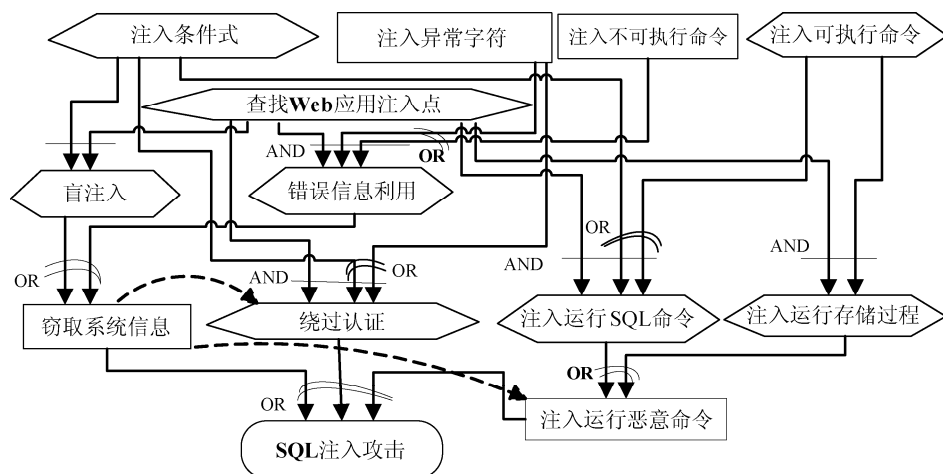 注入条件式
注入异常字符
注入不可执行命令
注入可执行命令
查找Web应用注入点
AND
OR
盲注入
错误信息利用
OR
AND
OR
AND
OR
AND
窃取系统信息
绕过认证
注入运行SQL命令
注入运行存储过程
OR
OR
注入运行恶意命令
SQL注入攻击